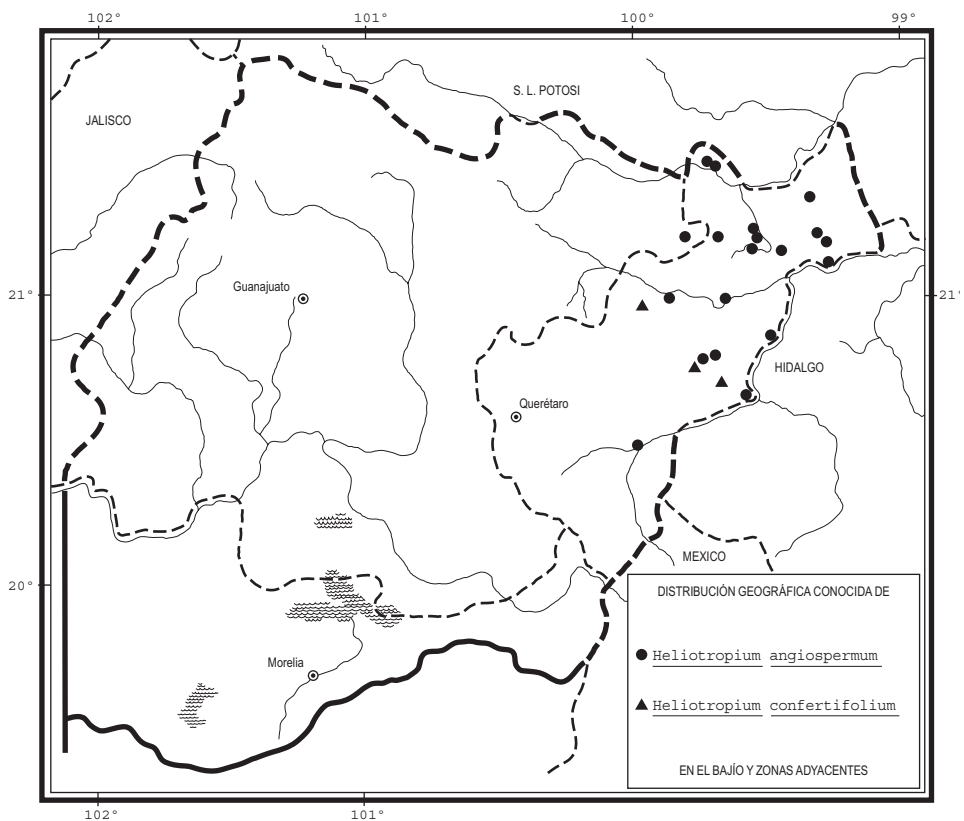 102° 101° 100° 99°
S. L. POTOSI
JALISCO
Guanajuato
21° 21°
HIDALGO
Querétaro
MEXICO
20°
DISTRIBUCIÓN GEOGRÁFICA CONOCIDA DE
Heliotropium angiospermum
Morelia
Heliotropium confertifolium
EN EL BAJÍO Y ZONAS ADYACENTES
102° 101°